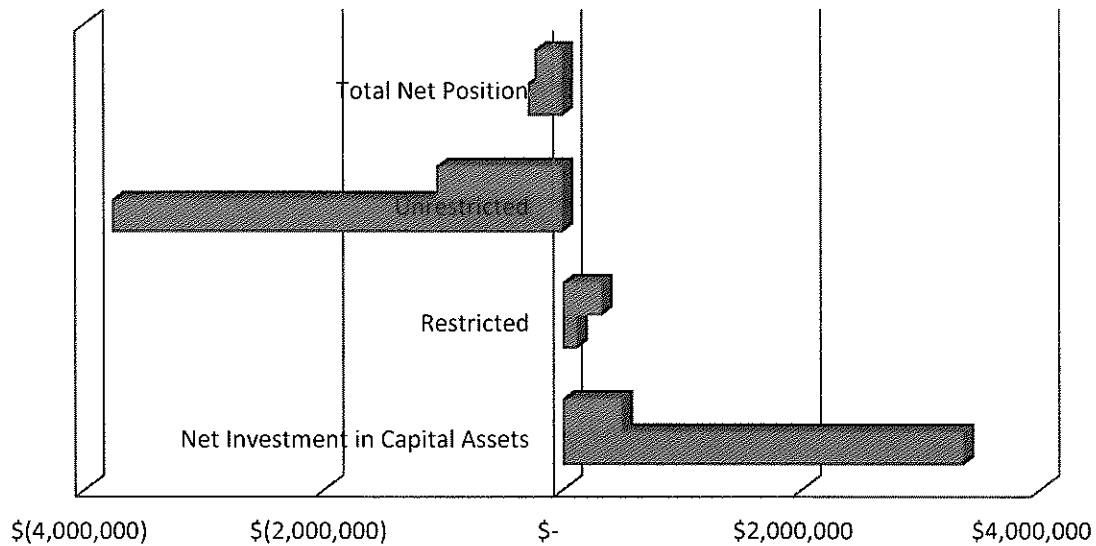 Total Net Position
Unrestricted
Restricted
Net Investment in Capital Assets
$(4,000,000) $(2,000,000) $- $2,000,000 $4,000,000